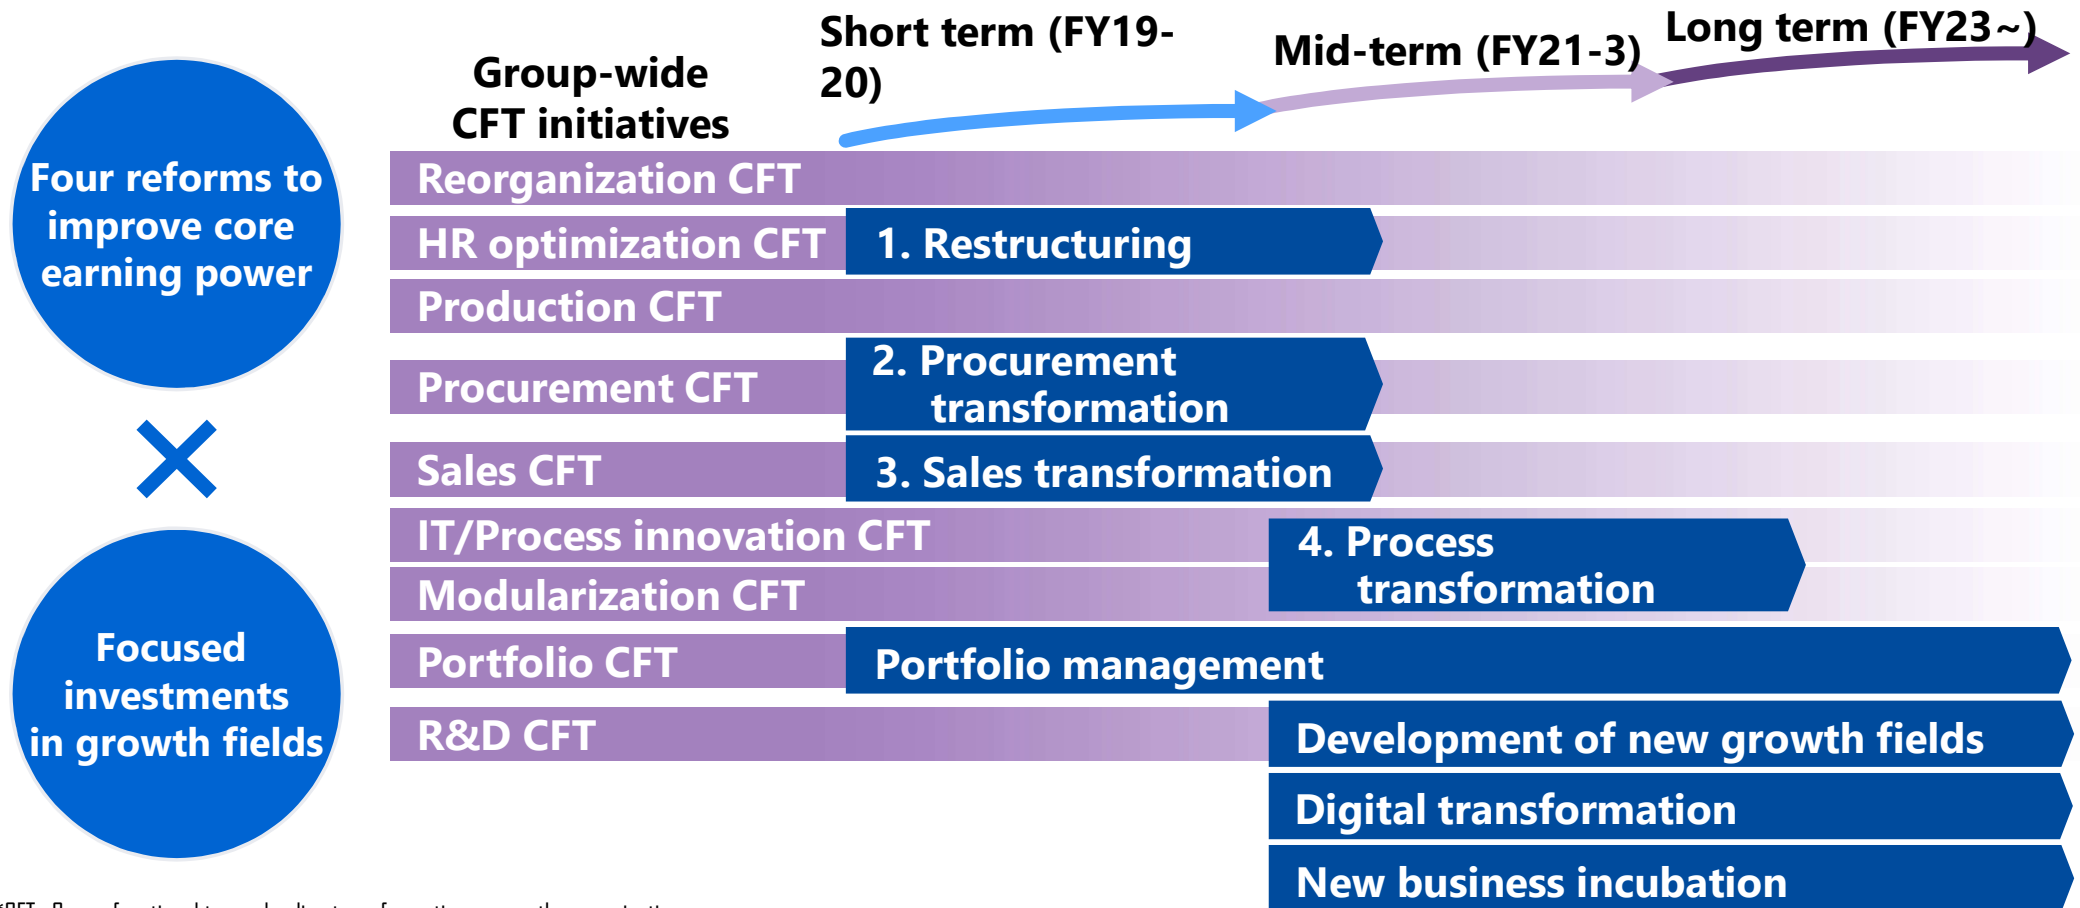 Short term (FY19-
20)
Mid-term (FY21-3)
Long term (FY23~)
Group-wide
CFT initiatives
Four reforms to
improve core
earning power
Focused
investments
in growth fields
Reorganization CFT
HR optimization CFT
1. Restructuring
Production CFT
Procurement CFT
2. Procurement
transformation
Sales CFT
3. Sales transformation
IT/Process innovation CFT
4. Process
transformation
Modularization CFT
Portfolio CFT
Portfolio management
R&D CFT
Development of new growth fields
Digital transformation
New business incubation